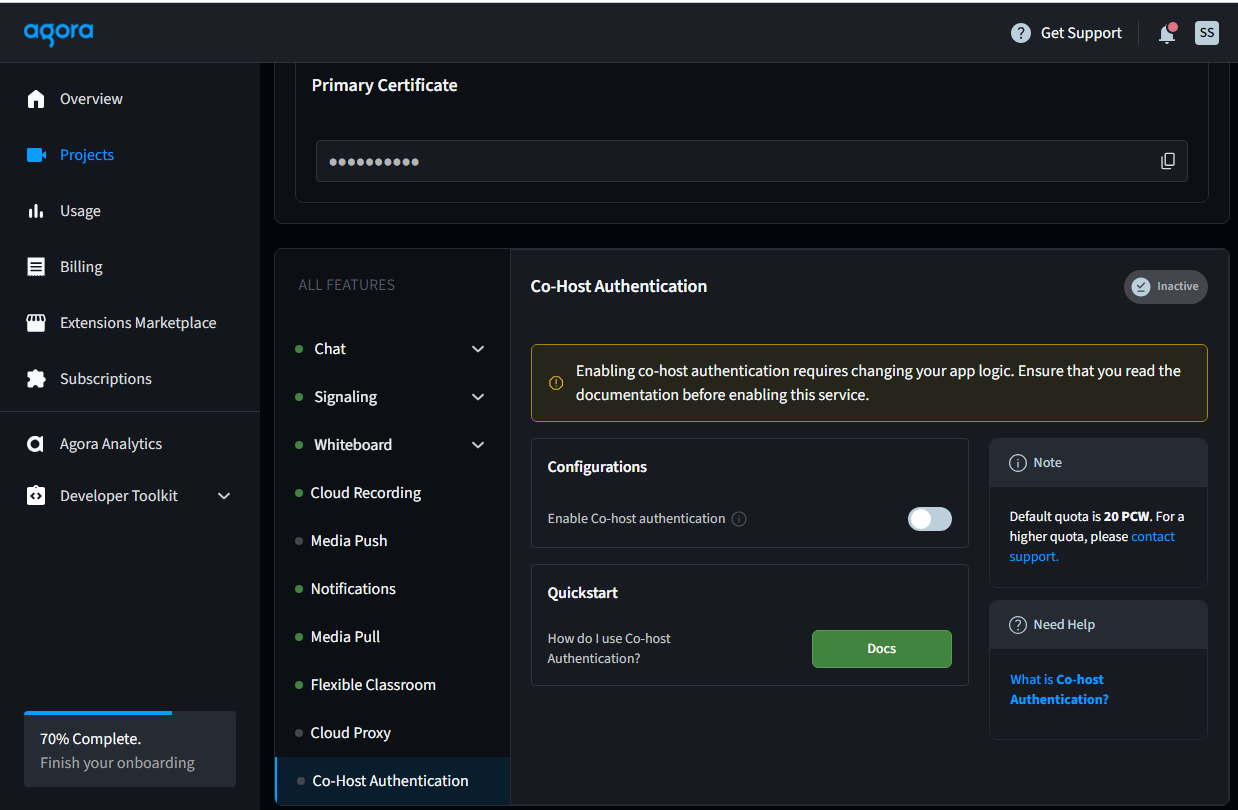 agora
Get Support
SS
Overview
Projects
Usage
Billing
Extensions Marketplace
Subscriptions
Agora Analytics
Developer Toolkit
70% Complete.
Finish your onboarding
Primary Certificate
••••••••••
ALL FEATURES
Chat
Signaling
Whiteboard
Cloud Recording
Media Push
Notifications
Media Pull
Flexible Classroom
Cloud Proxy
Co-Host Authentication
Co-Host Authentication
Inactive
Enabling co-host authentication requires changing your app logic. Ensure that you read the
documentation before enabling this service.
Configurations
Enable Co-host authentication
Quickstart
How do I use Co-host
Authentication?
Docs
Note
Default quota is 20 PCW. For a
higher quota, please contact
support.
Need Help
What is Co-host
Authentication?